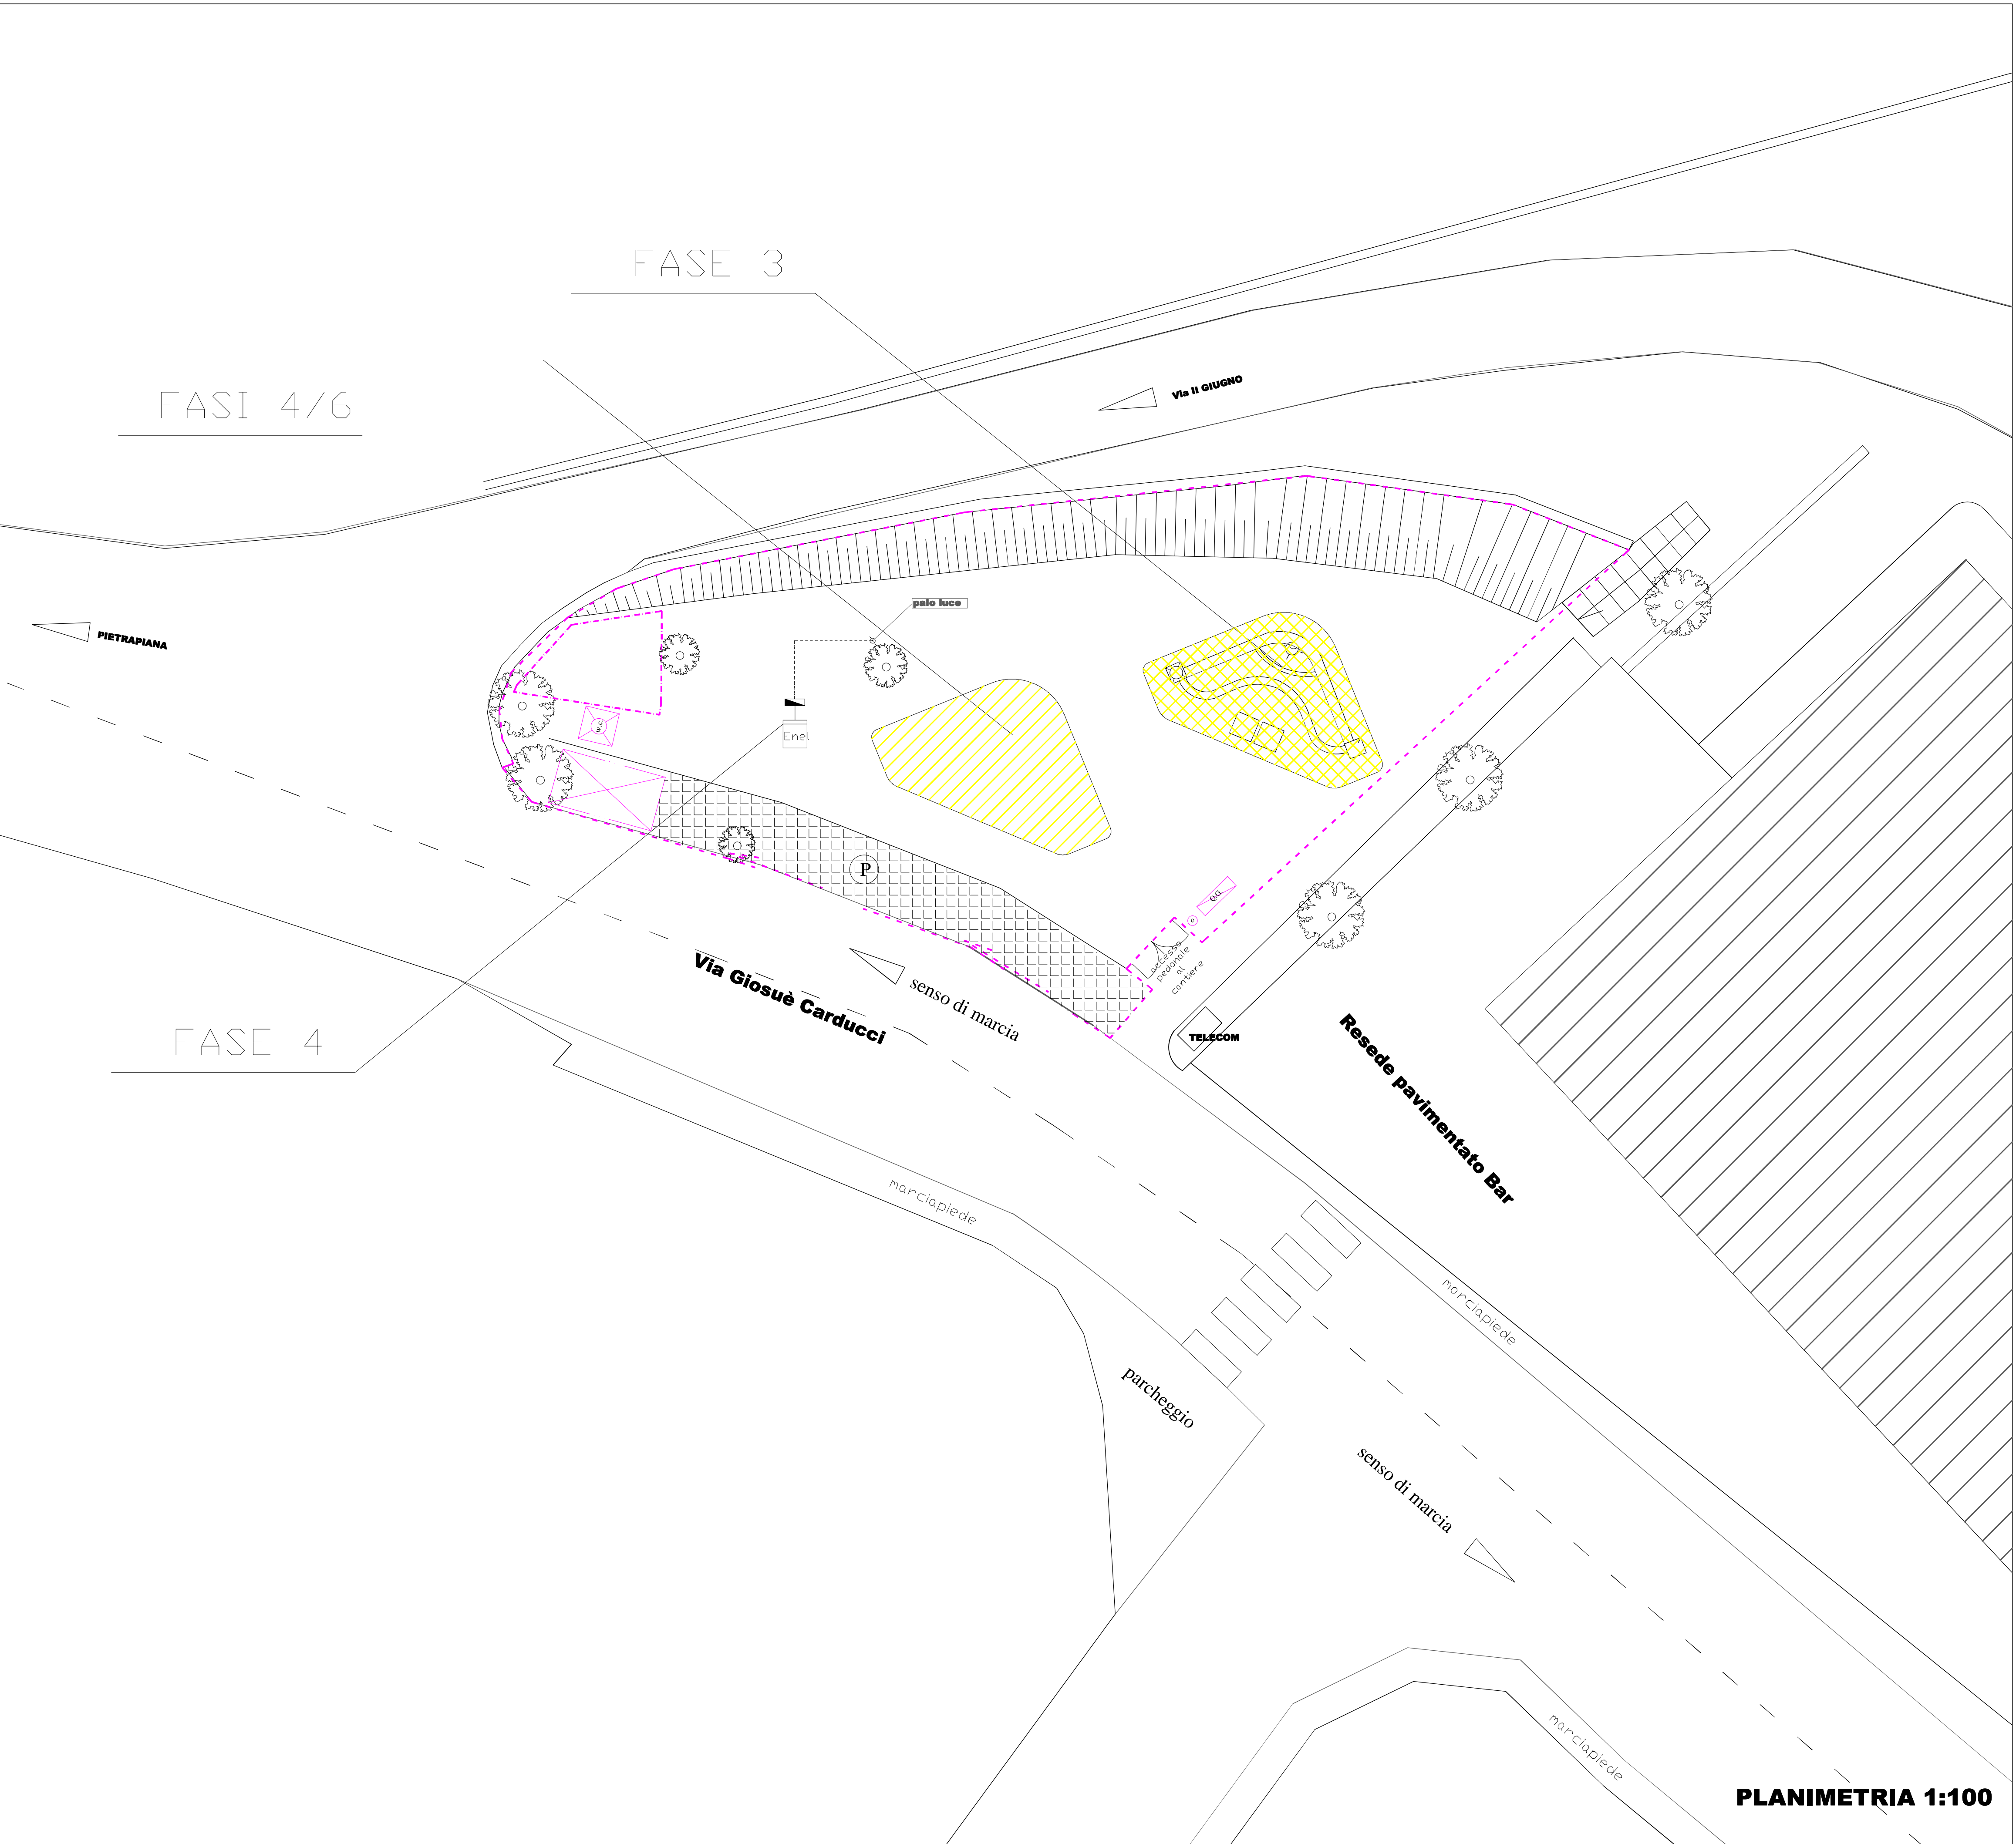 FASE 3
Via II GIUGNO
FASI 4/6
palo luce
PIETRAPIANA
W.C.
Enel
P
Q.G.
e
accesso
pedonale
al
cantiere
Via Giosuè Carducci
senso di marcia
TELECOM
Resede pavimentato Bar
FASE 4
marciapiede
marciapiede
parcheggio
senso di marcia
marciapiede
PLANIMETRIA 1:100